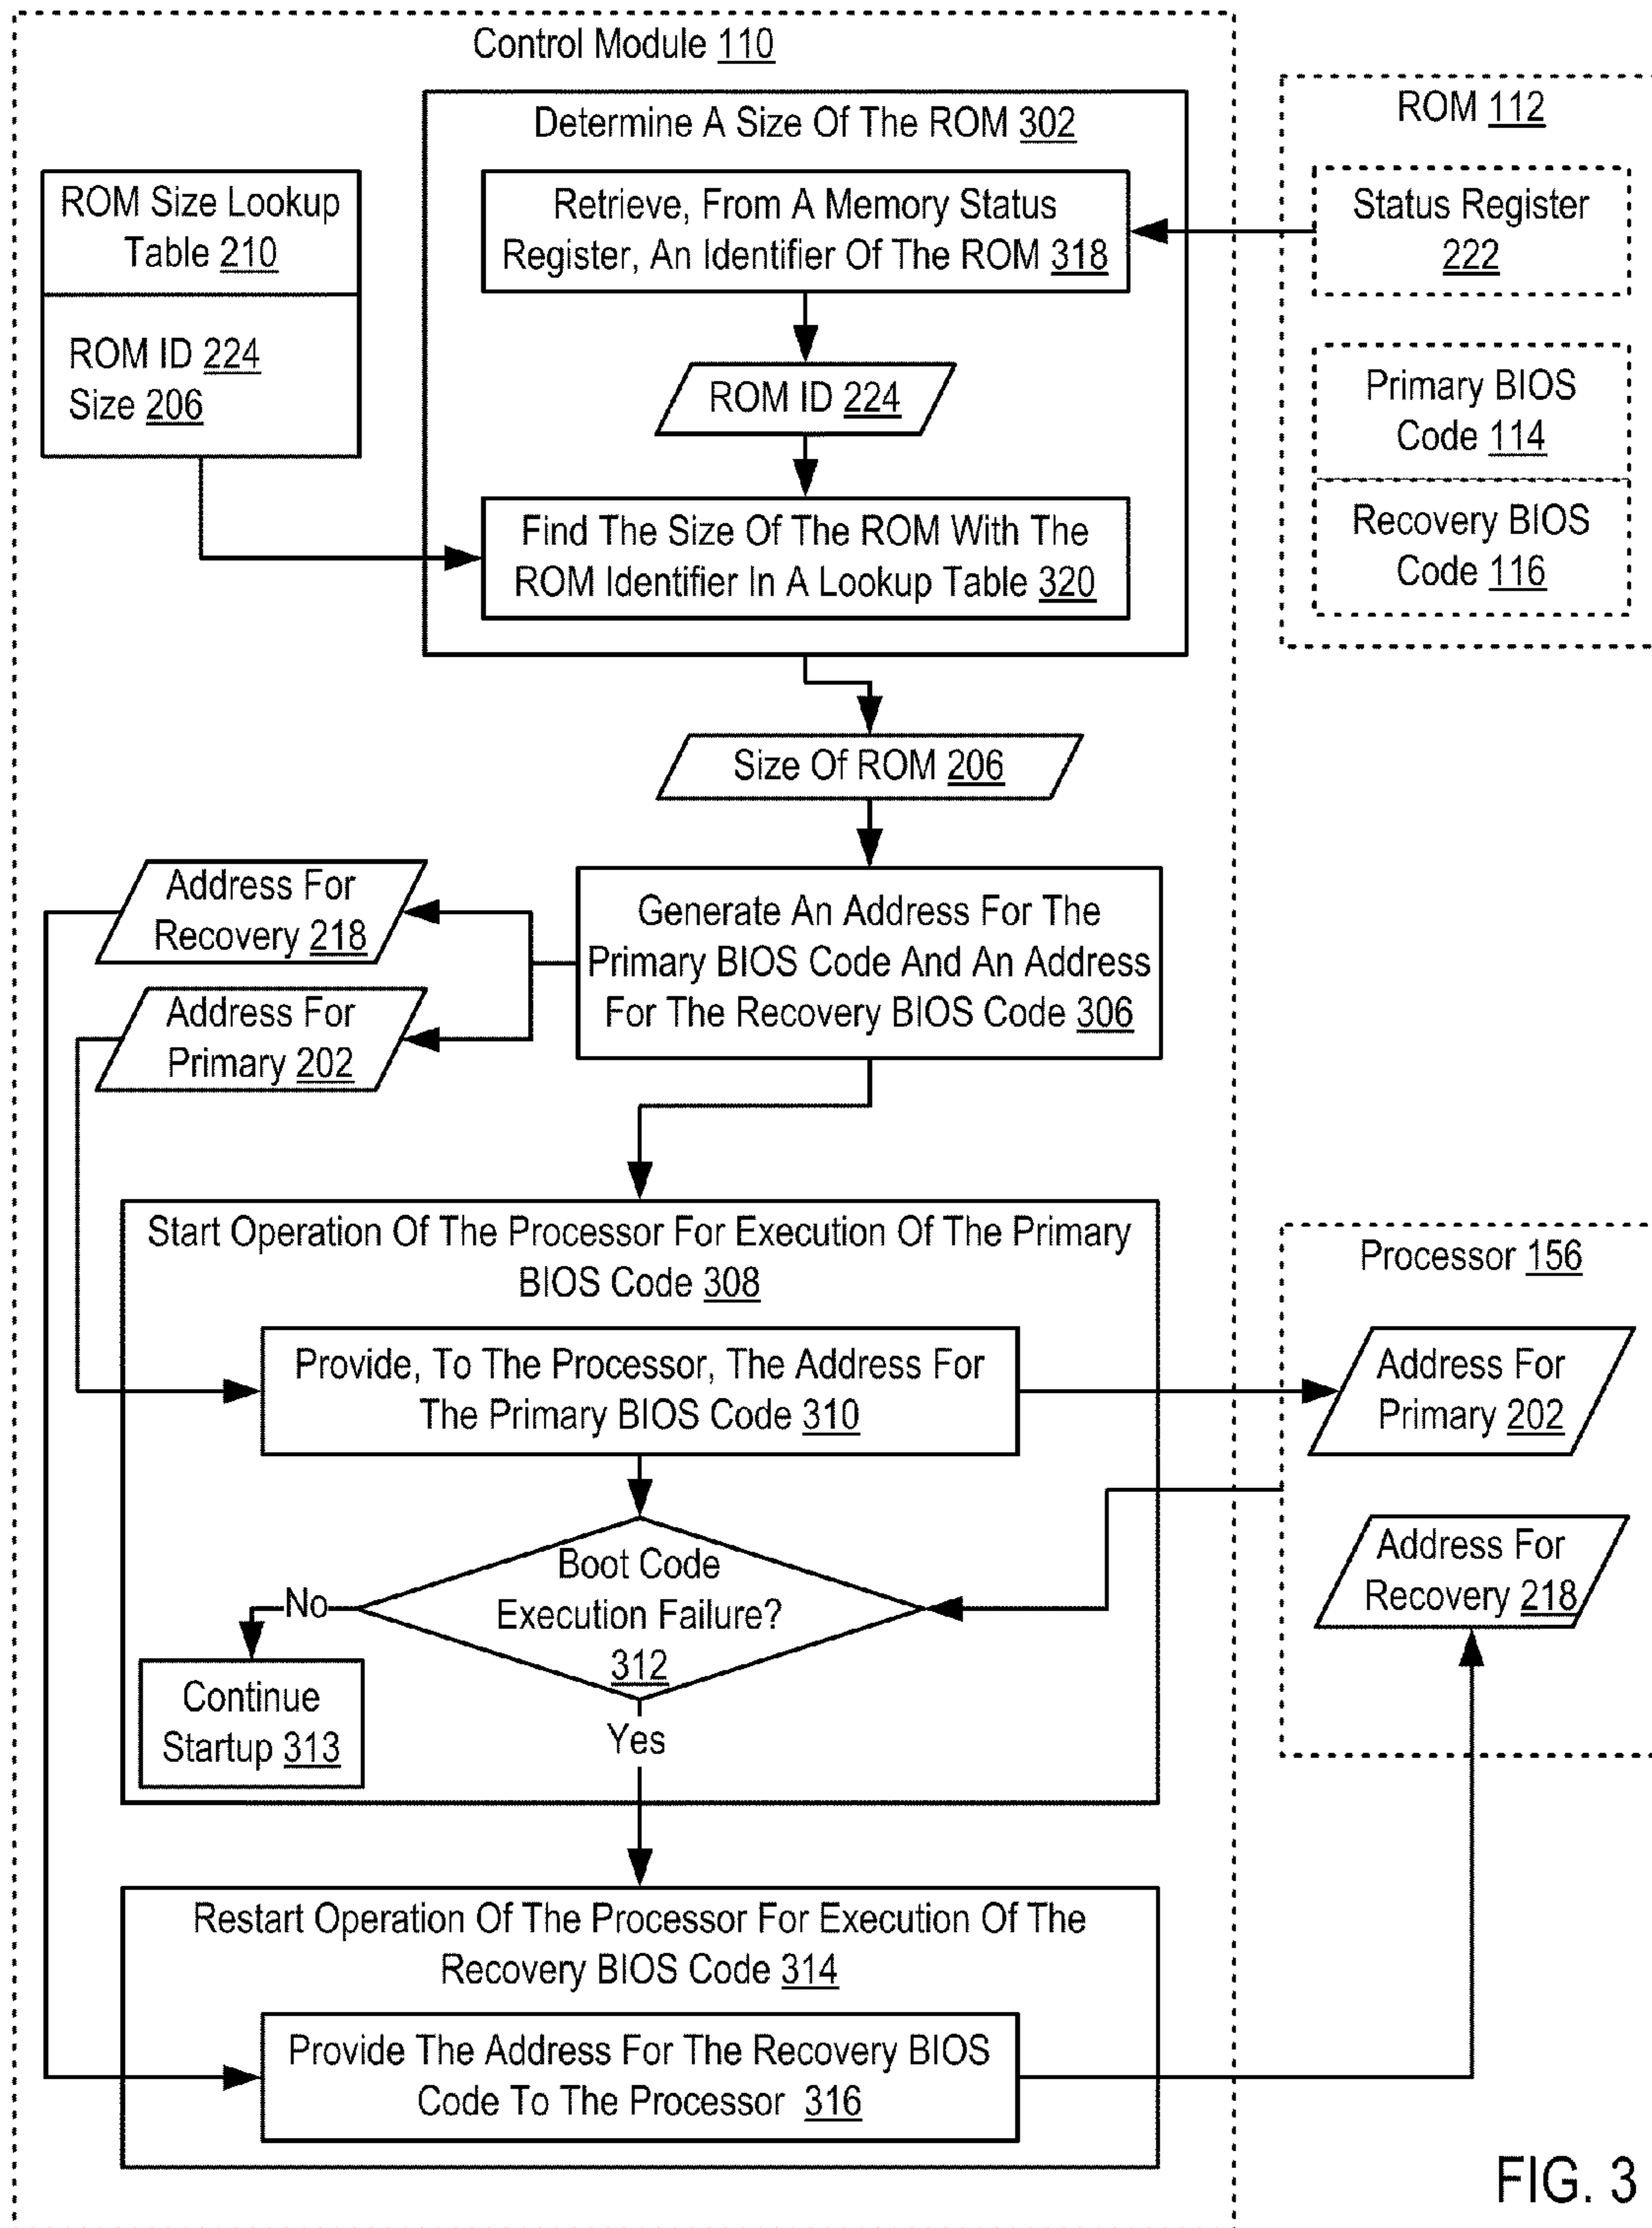 Control Module 110
Determine A Size Of The ROM 302
ROM 112
ROM Size Lookup
Table 210
ROM ID 224
Size 206
Retrieve, From A Memory Status
Register, An Identifier Of The ROM 318
Status Register
222
ROM ID 224
Primary BIOS
Code 114
Recovery BIOS
Code 116
Find The Size Of The ROM With The
ROM Identifier In A Lookup Table 320
Size Of ROM 206
Address For
Recovery 218
Address For
Primary 202
Generate An Address For The
Primary BIOS Code And An Address
For The Recovery BIOS Code 306
Start Operation Of The Processor For Execution Of The Primary
BIOS Code 308
Processor 156
Provide, To The Processor, The Address For
The Primary BIOS Code 310
Address For
Primary 202
Boot Code
Execution Failure?
312
No
Yes
Continue
Startup 313
Address For
Recovery 218
Restart Operation Of The Processor For Execution Of The
Recovery BIOS Code 314
Provide The Address For The Recovery BIOS
Code To The Processor 316
FIG. 3